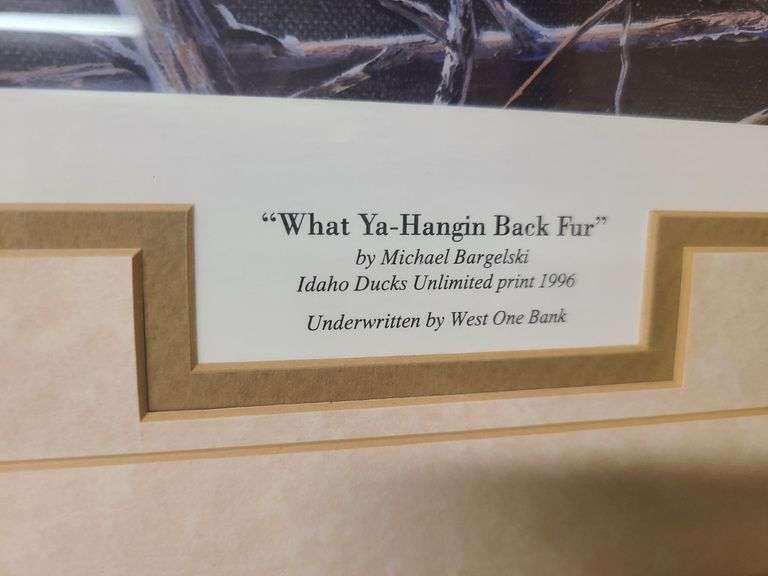 “What Ya-Hangin Back Fur”
by Michael Bargelski
Idaho Ducks Unlimited print 1996
Underwritten by West One Bank